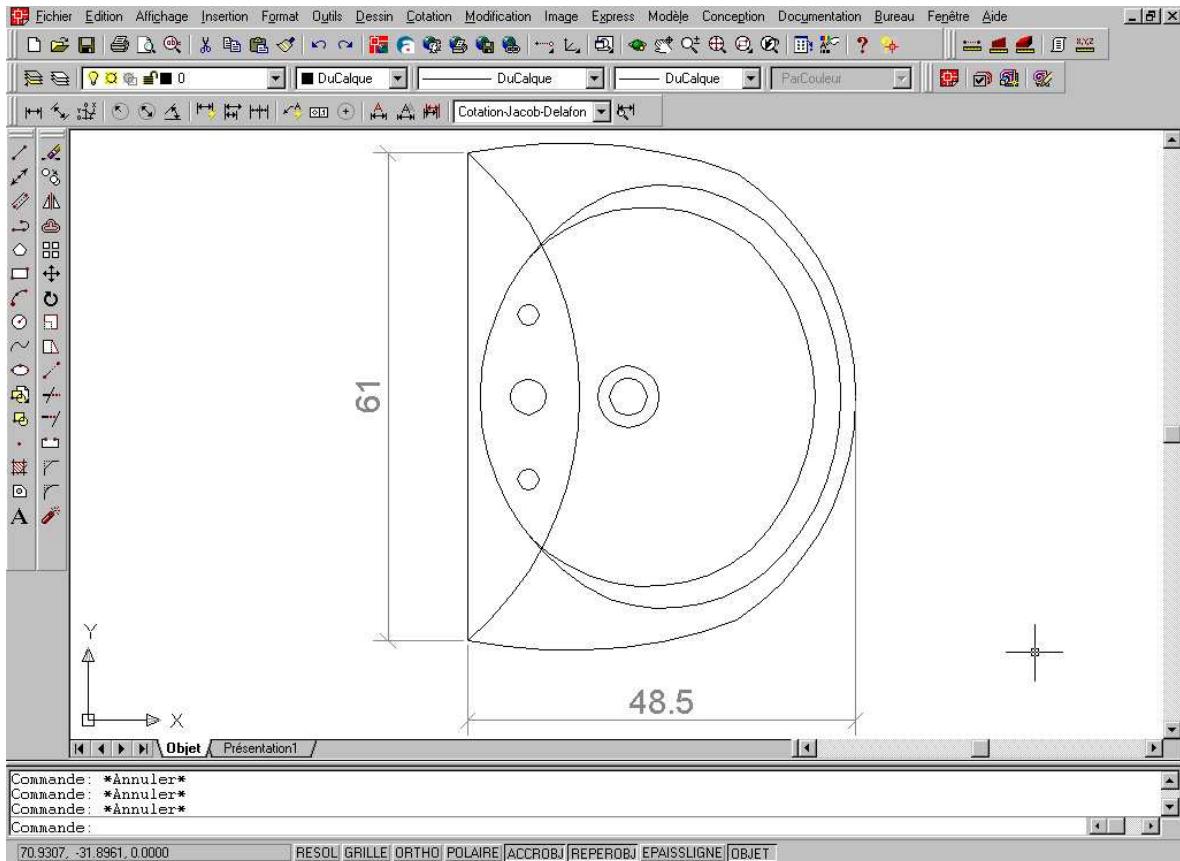 Fichier Edition Affichage Insertion Format Outils Dessin Cotation Modification Image Express Modèle Conception Documentation Bureau Fenêtre Aide
0 DuCalque DuCalque DuCalque ParCouleur
Cotation-Jacob-Delafon
A
61
48.5
Y
X
Objet Présentation1
Commande: *Annuler*
Commande: *Annuler*
Commande: *Annuler*
Commande:
70.9307, -31.8961, 0.0000 RESOL GRILLE ORTHO POLAIRE ACCROBJ REPEROBJ EPAISSLIGNE OBJET